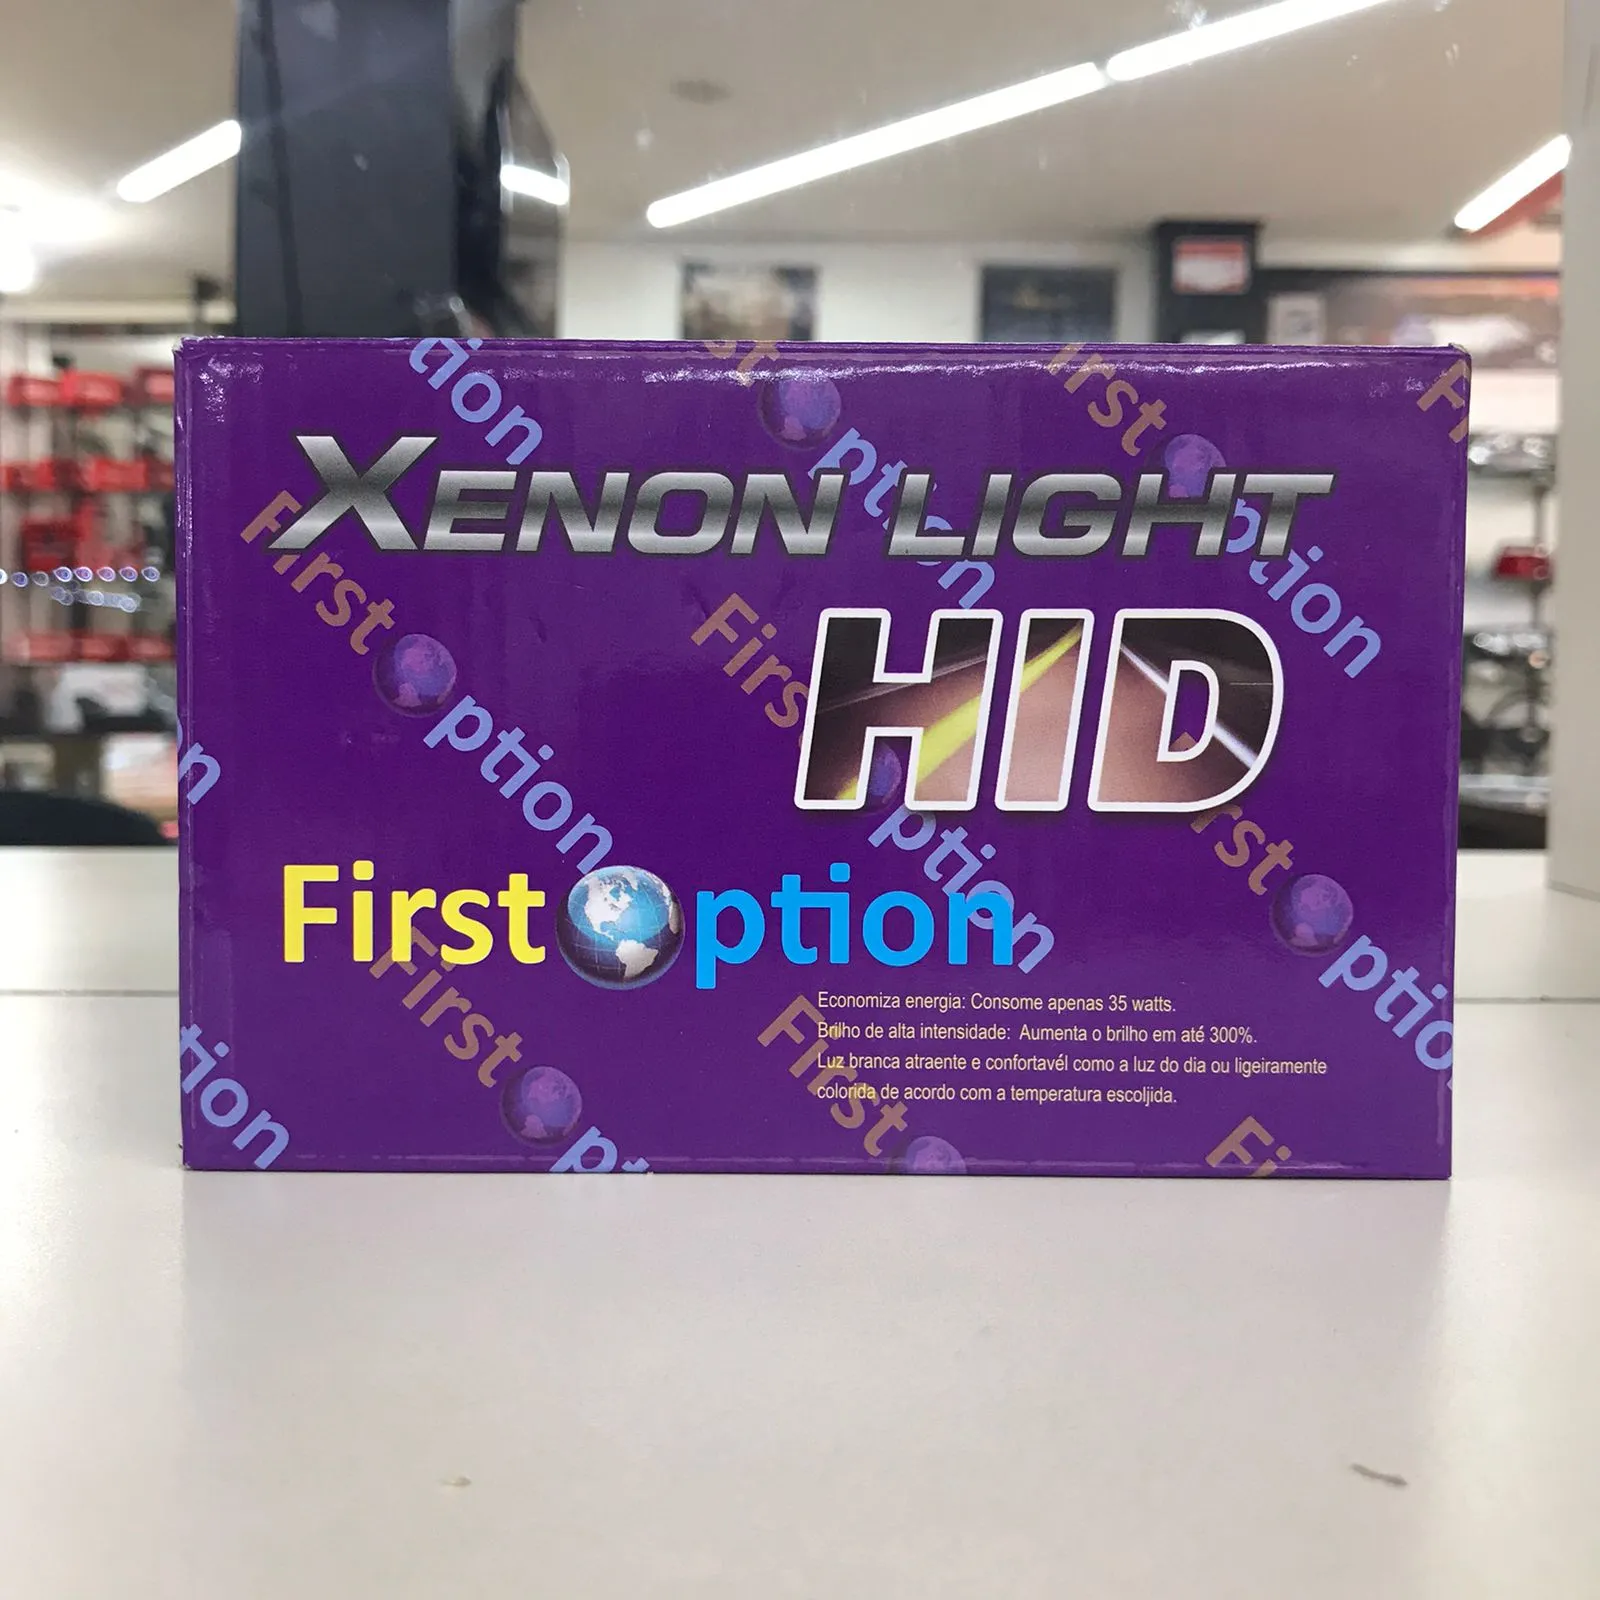 XENON LIGHT
HID
First Option
Economiza energia: Consome apenas 35 watts.
Brilho de alta intensidade: Aumenta o brilho em até 300%.
Luz branca atraente e confortavél como a luz do dia ou ligeiramente
colorida de acordo com a temperatura escoljida.